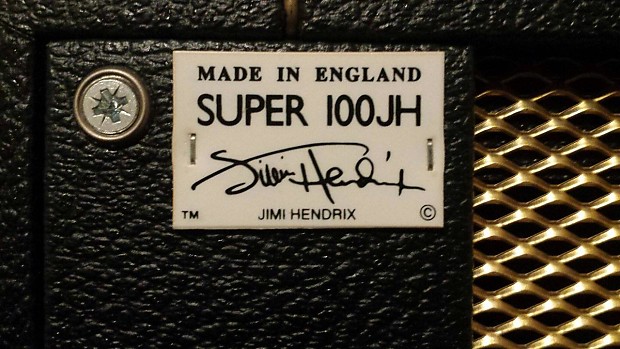 MADE IN ENGLAND
SUPER 100JH
Jimi Hendrix
TM JIMI HENDRIX ©